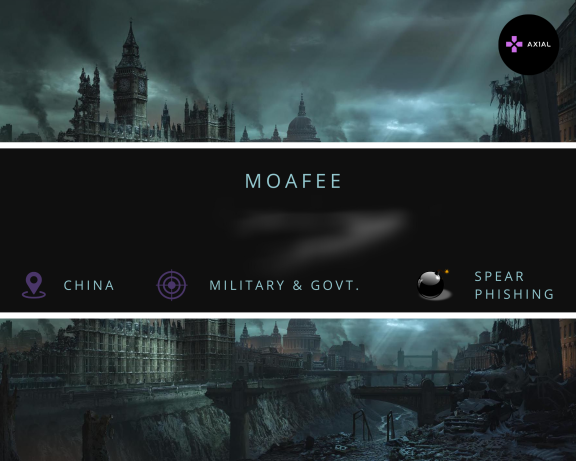 AXIAL
MOAFEE
CHINA
MILITARY & GOVT.
SPEAR
PHISHING